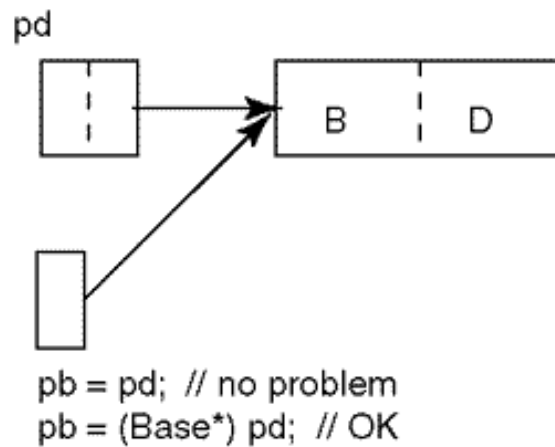 pd
B D
pb = pd; // no problem
pb = (Base*) pd; // OK